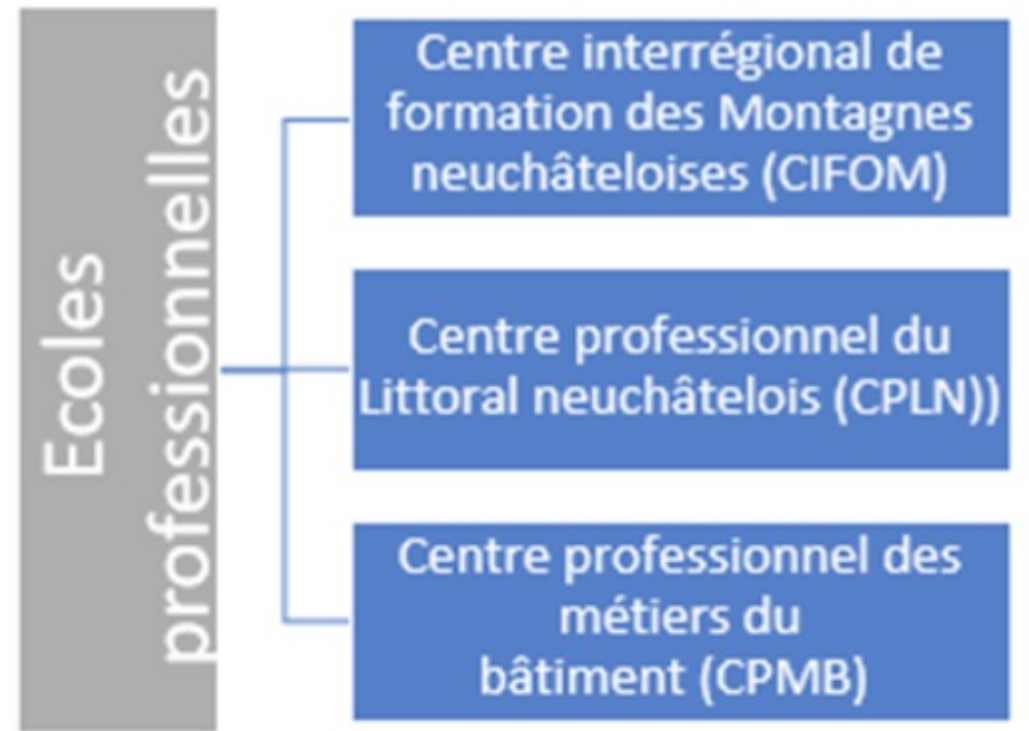 Ecoles
professionnelles
Centre interrégional de
formation des Montagnes
neuchâteloises (CIFOM)
Centre professionnel du
Littoral neuchâtelois (CPLN))
Centre professionnel des
métiers du
bâtiment (CPMB)